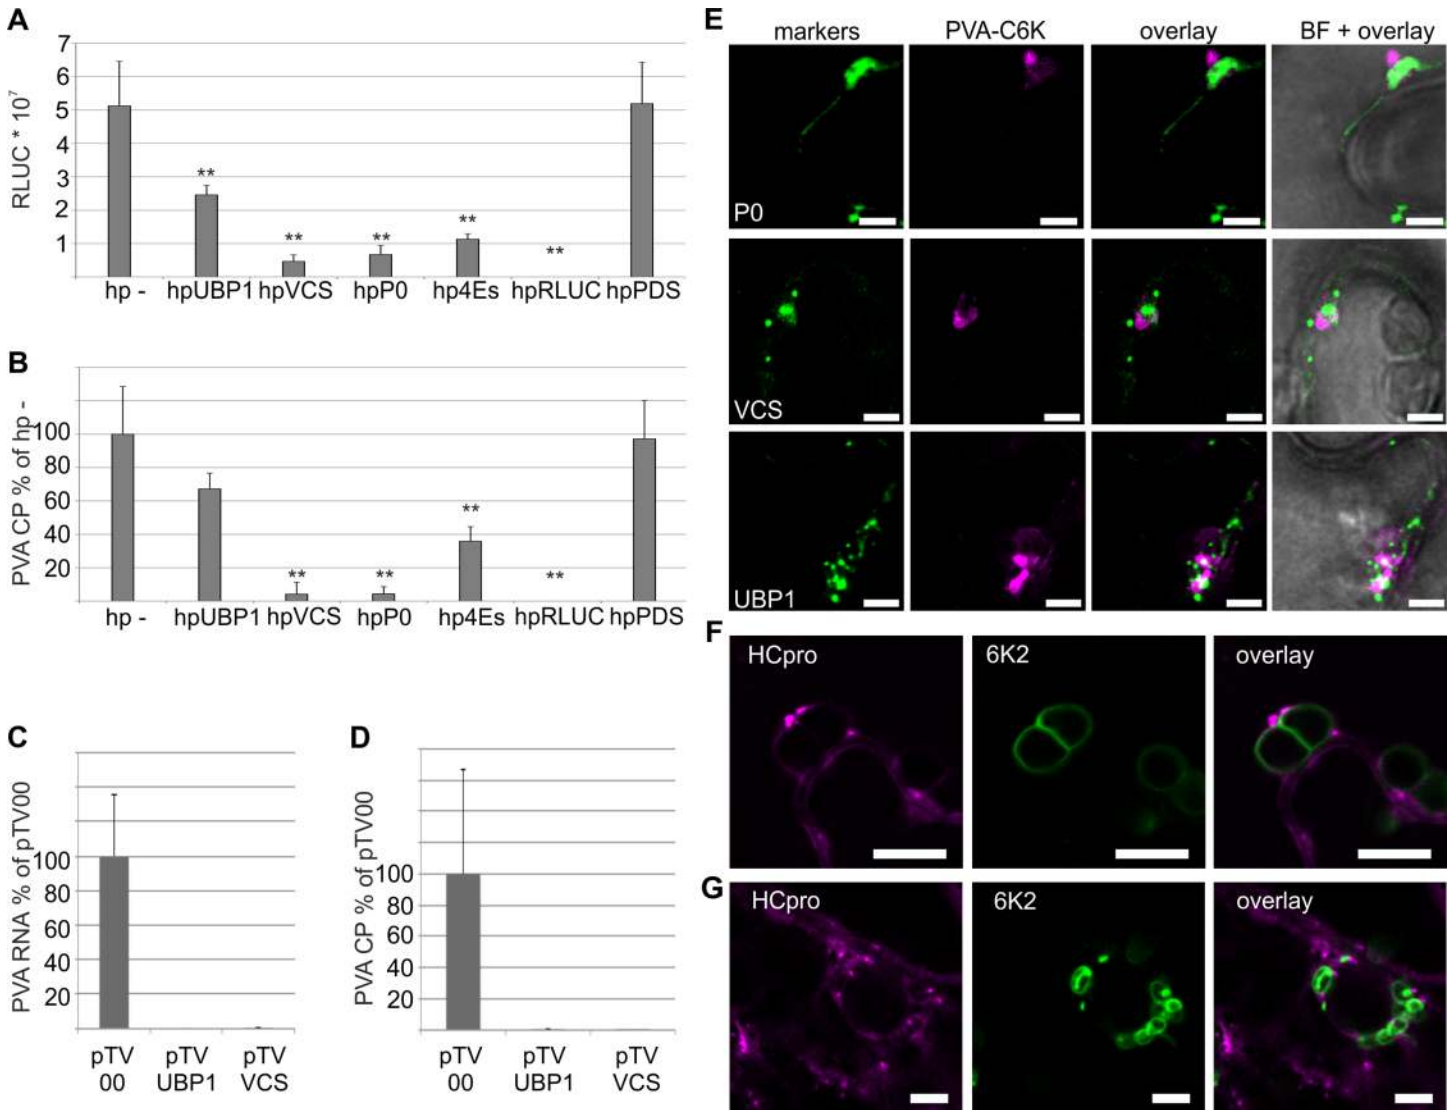 A
RLUC * 10⁷
7
6
5
4
3
2
1
**
**
**
**
**
hp - hpUBP1 hpVCS hpP0 hp4Es hpRLUC hpPDS
B
PVA CP % of hp -
100
80
60
40
20
**
**
**
**
hp - hpUBP1 hpVCS hpP0 hp4Es hpRLUC hpPDS
C
PVA RNA % of pTV00
100
80
60
40
20
pTV pTV pTV
00 UBP1 VCS
D
PVA CP % of pTV00
100
80
60
40
20
pTV pTV pTV
00 UBP1 VCS
E
markers PVA-C6K overlay BF + overlay
P0
VCS
UBP1
F
HCpro 6K2 overlay
G
HCpro 6K2 overlay